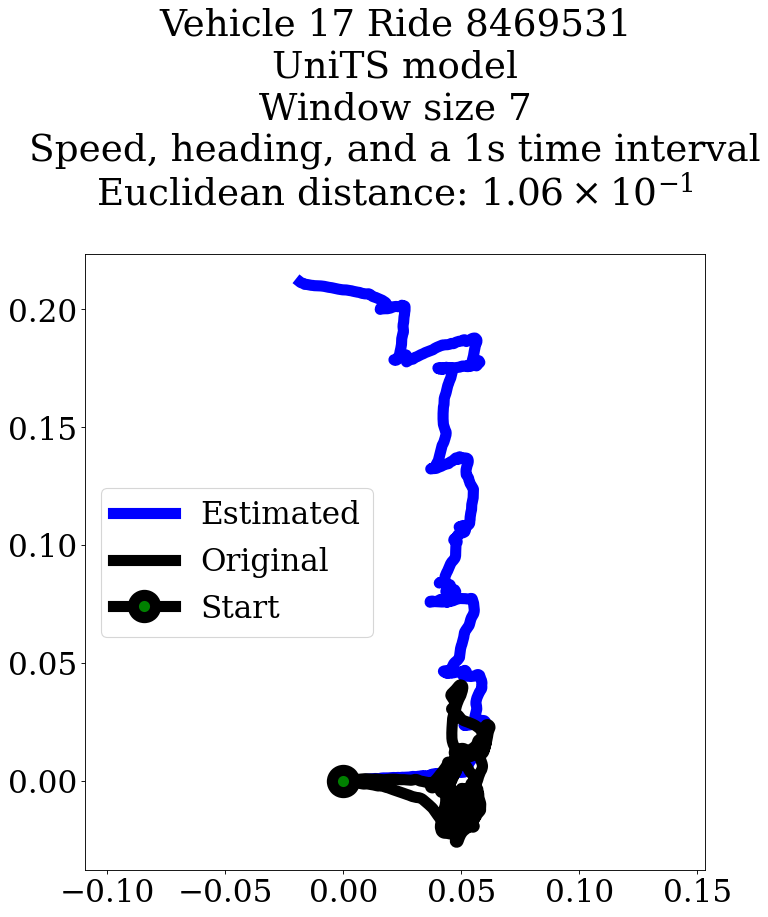 Vehicle 17 Ride 8469531
UniTS model
Window size 7
Speed, heading, and a 1s time interval
Euclidean distance: 1.06 × 10⁻¹
0.20
0.15
0.10
0.05
0.00
Estimated
Original
Start
−0.10 −0.05 0.00 0.05 0.10 0.15